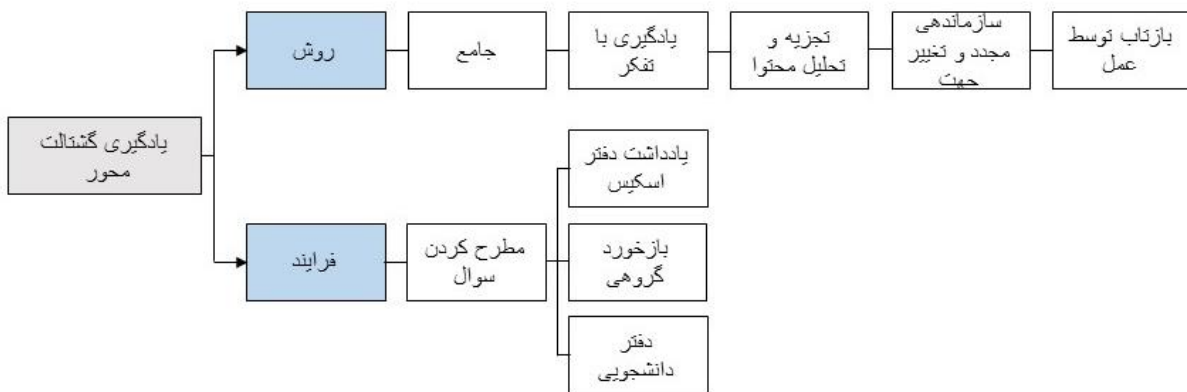 یادگیری گشتالت
محور
روش
جامع
یادگیری با
تفکر
تجزیه و
تحلیل محتوا
سازماندهی
مجدد و تغییر
جهت
بازتاب توسط
عمل
فرایند
مطرح کردن
سوال
یادداشت دفتر
اسکیس
بازخورد
گروهی
دفتر
دانشجویی